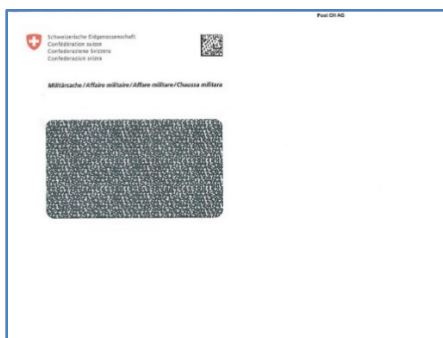 Post CH AG
Schweizerische Eidgenossenschaft
Confédération suisse
Confederazione Svizzera
Confederaziun svizra
Militärsache / Affaire militaire / Affare militare / Chaussa militara